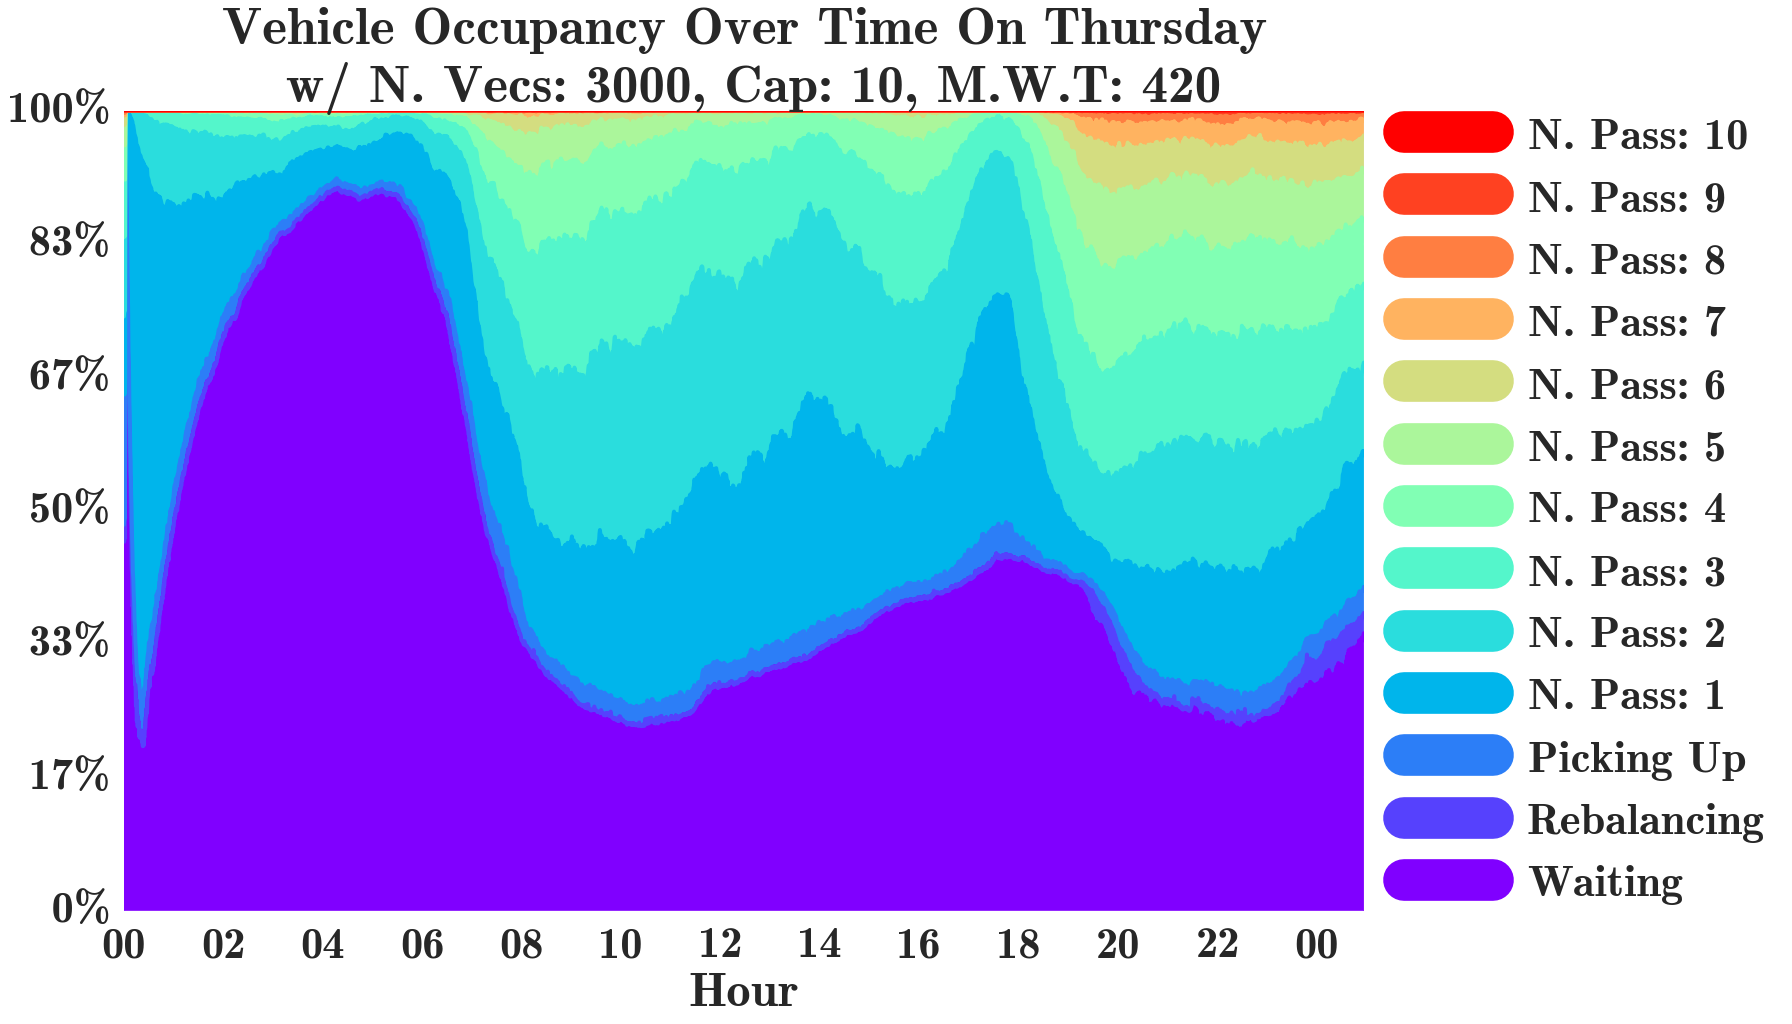 Vehicle Occupancy Over Time On Thursday
w/ N. Vecs: 3000, Cap: 10, M.W.T: 420
100%
83%
67%
50%
33%
17%
0%
00 02 04 06 08 10 12 14 16 18 20 22 00
Hour
N. Pass: 10
N. Pass: 9
N. Pass: 8
N. Pass: 7
N. Pass: 6
N. Pass: 5
N. Pass: 4
N. Pass: 3
N. Pass: 2
N. Pass: 1
Picking Up
Rebalancing
Waiting